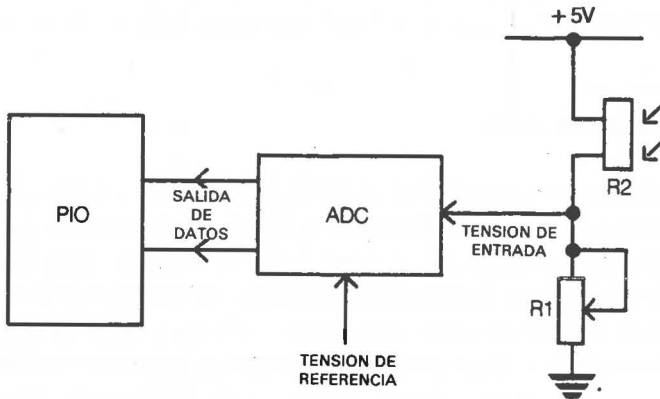 +5V
R2
PIO
SALIDA
DE
DATOS
ADC
TENSION DE
ENTRADA
R1
TENSION DE
REFERENCIA